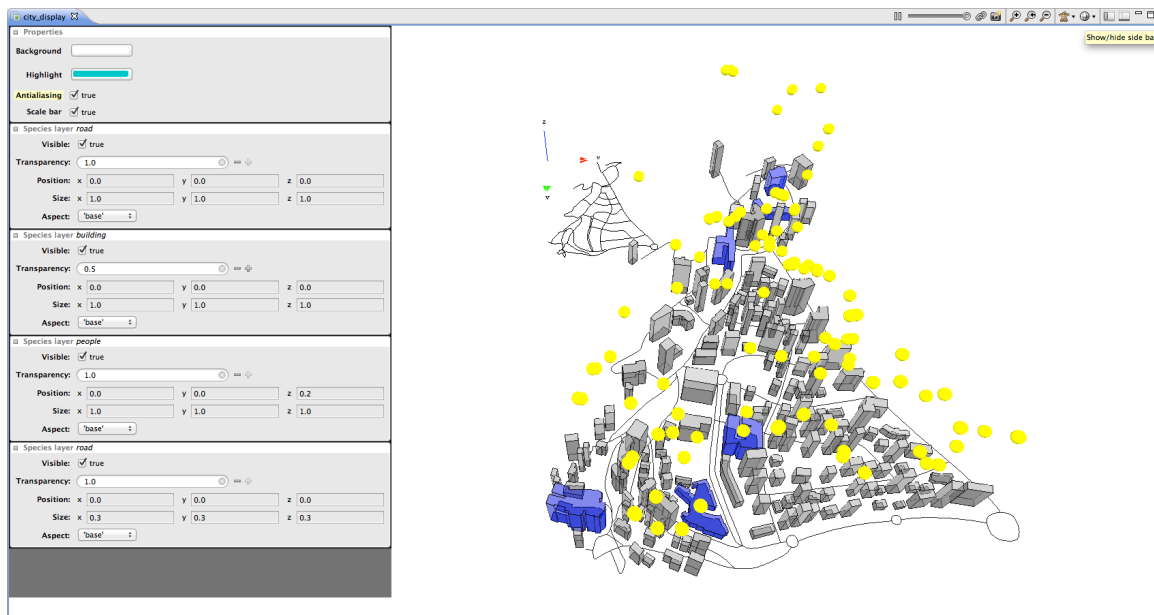 city_display
Show/hide side ba
Properties
Background
Highlight
Antialiasing true
Scale bar true
Species layer road
Visible: true
Transparency: 1.0
Position: x 0.0 y 0.0 z 0.0
Size: x 1.0 y 1.0 z 1.0
Aspect: 'base'
Species layer building
Visible: true
Transparency: 0.5
Position: x 0.0 y 0.0 z 0.0
Size: x 1.0 y 1.0 z 1.0
Aspect: 'base'
Species layer people
Visible: true
Transparency: 1.0
Position: x 0.0 y 0.0 z 0.2
Size: x 1.0 y 1.0 z 1.0
Aspect: 'base'
Species layer road
Visible: true
Transparency: 1.0
Position: x 0.0 y 0.0 z 0.0
Size: x 0.3 y 0.3 z 0.3
Aspect: 'base'
z